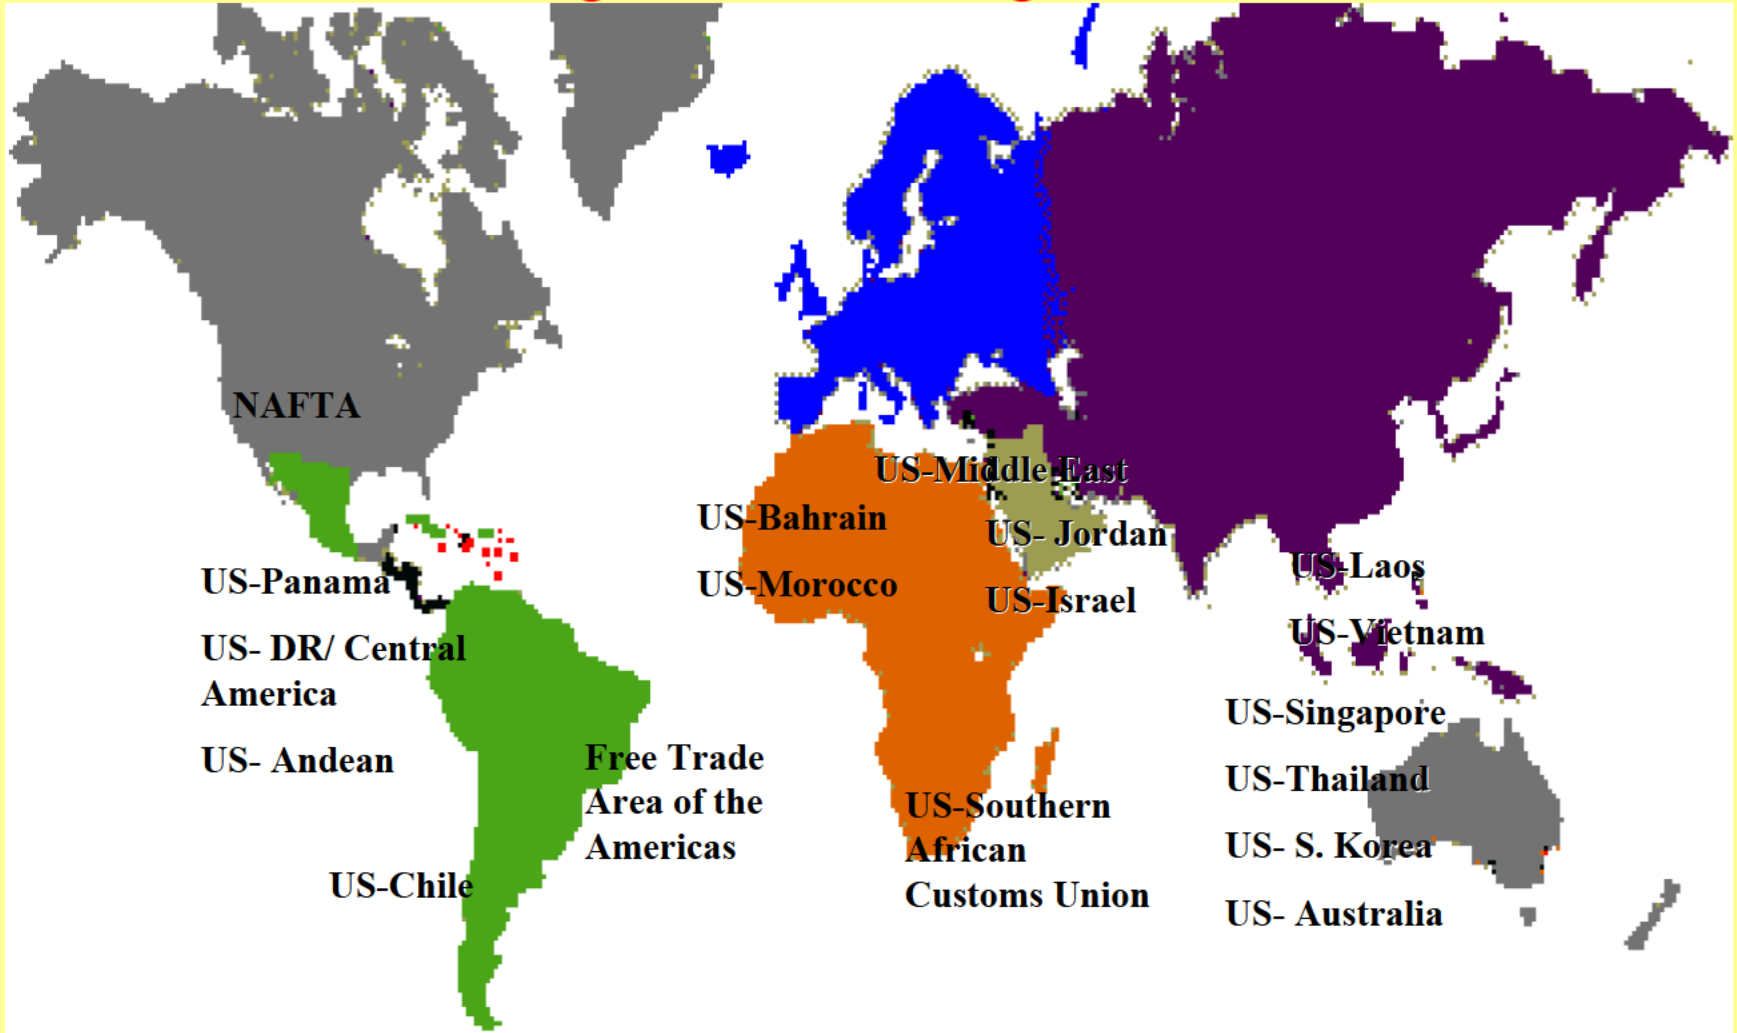 NAFTA
US-Middle East
US-Bahrain
US- Jordan
US-Morocco
US-Israel
US-Laos
US-Vietnam
US-Panama
US- DR/ Central
America
US- Andean
US-Chile
Free Trade
Area of the
Americas
US-Southern
African
Customs Union
US-Singapore
US-Thailand
US- S. Korea
US- Australia